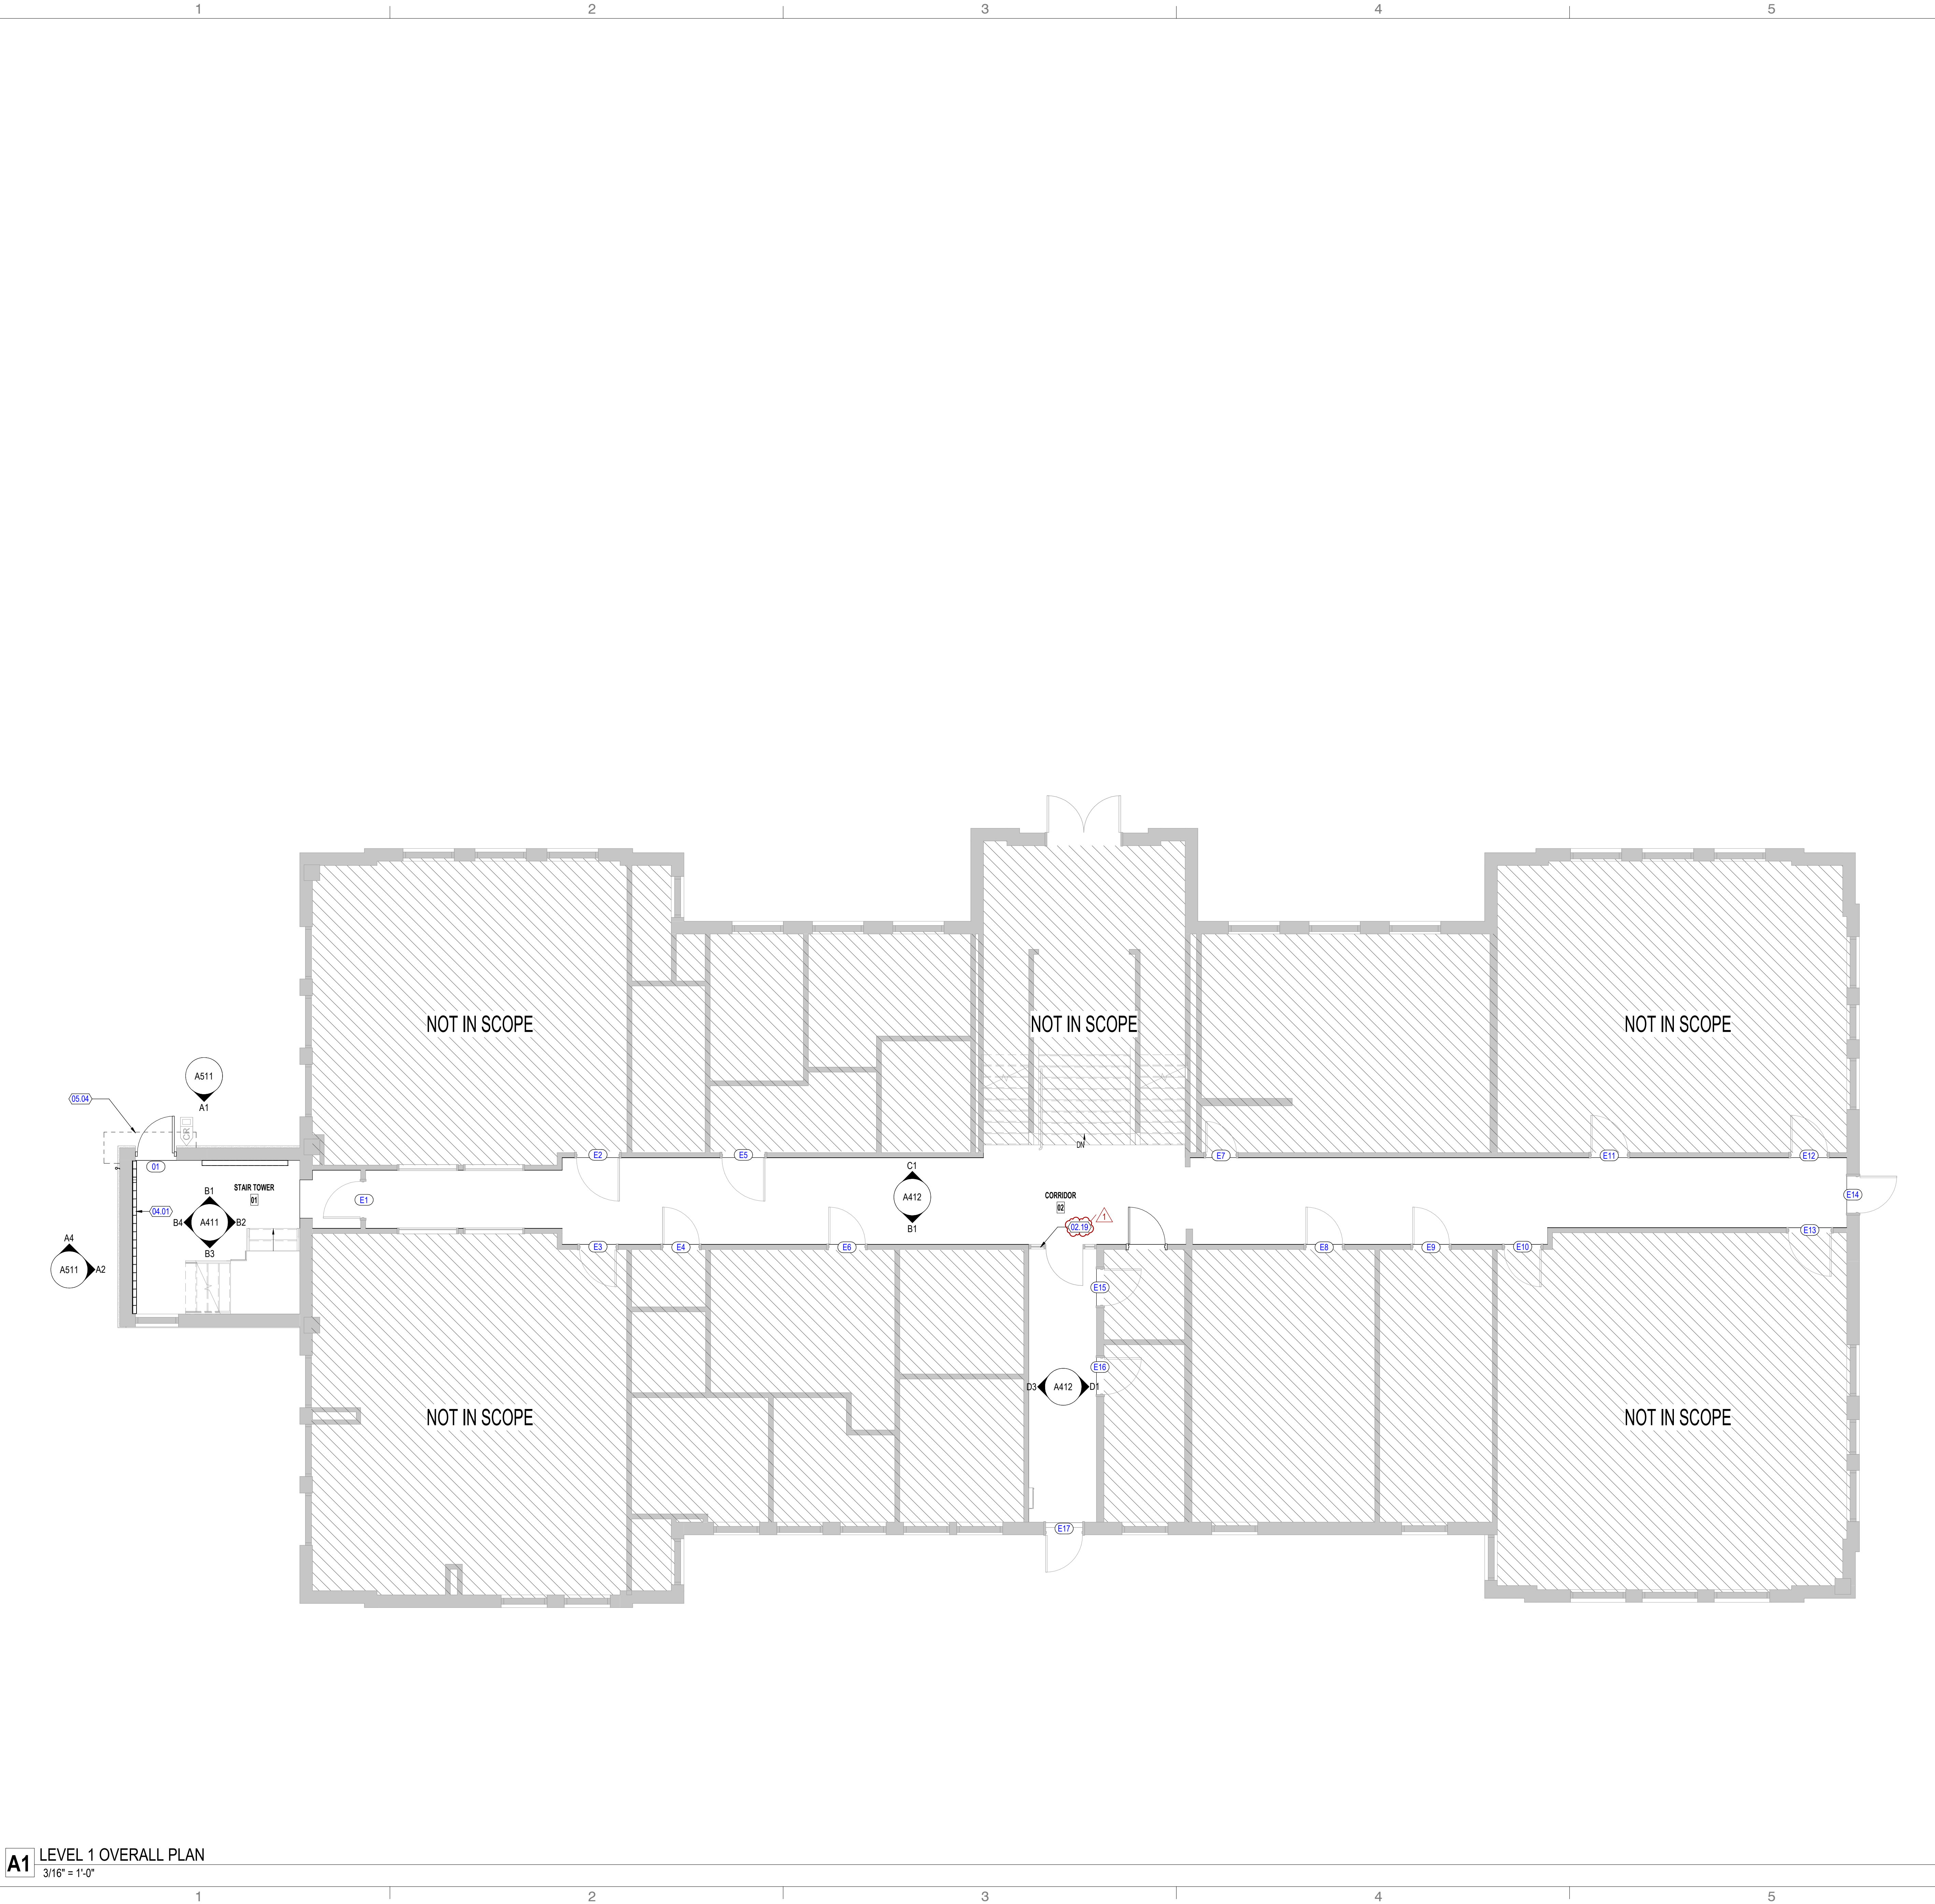 1 2 3 4 5
NOT IN SCOPE NOT IN SCOPE NOT IN SCOPE
A511
A1
05.04
CR
DN
01
E2 E5 E7 E11 E12
STAIR TOWER
01
E1
C1
A412
B1
CORRIDOR
02
E14
04.01
B1
B4 A411 B2
B3
02.19
1
E3 E4 E6 E8 E9 E10 E13
A4
A511 A2
E15
E16
D3 A412 D1
NOT IN SCOPE NOT IN SCOPE
E17
A1 LEVEL 1 OVERALL PLAN
3/16" = 1'-0"
1 2 3 4 5